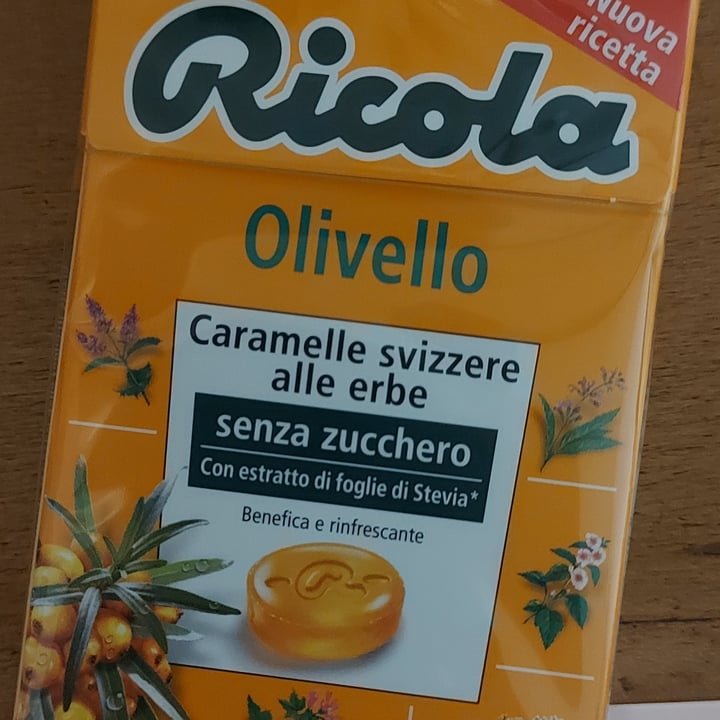 Nuova
ricetta
Ricola
Olivello
Caramelle svizzere
alle erbe
senza zucchero
Con estratto di foglie di Stevia*
Benefica e rinfrescante